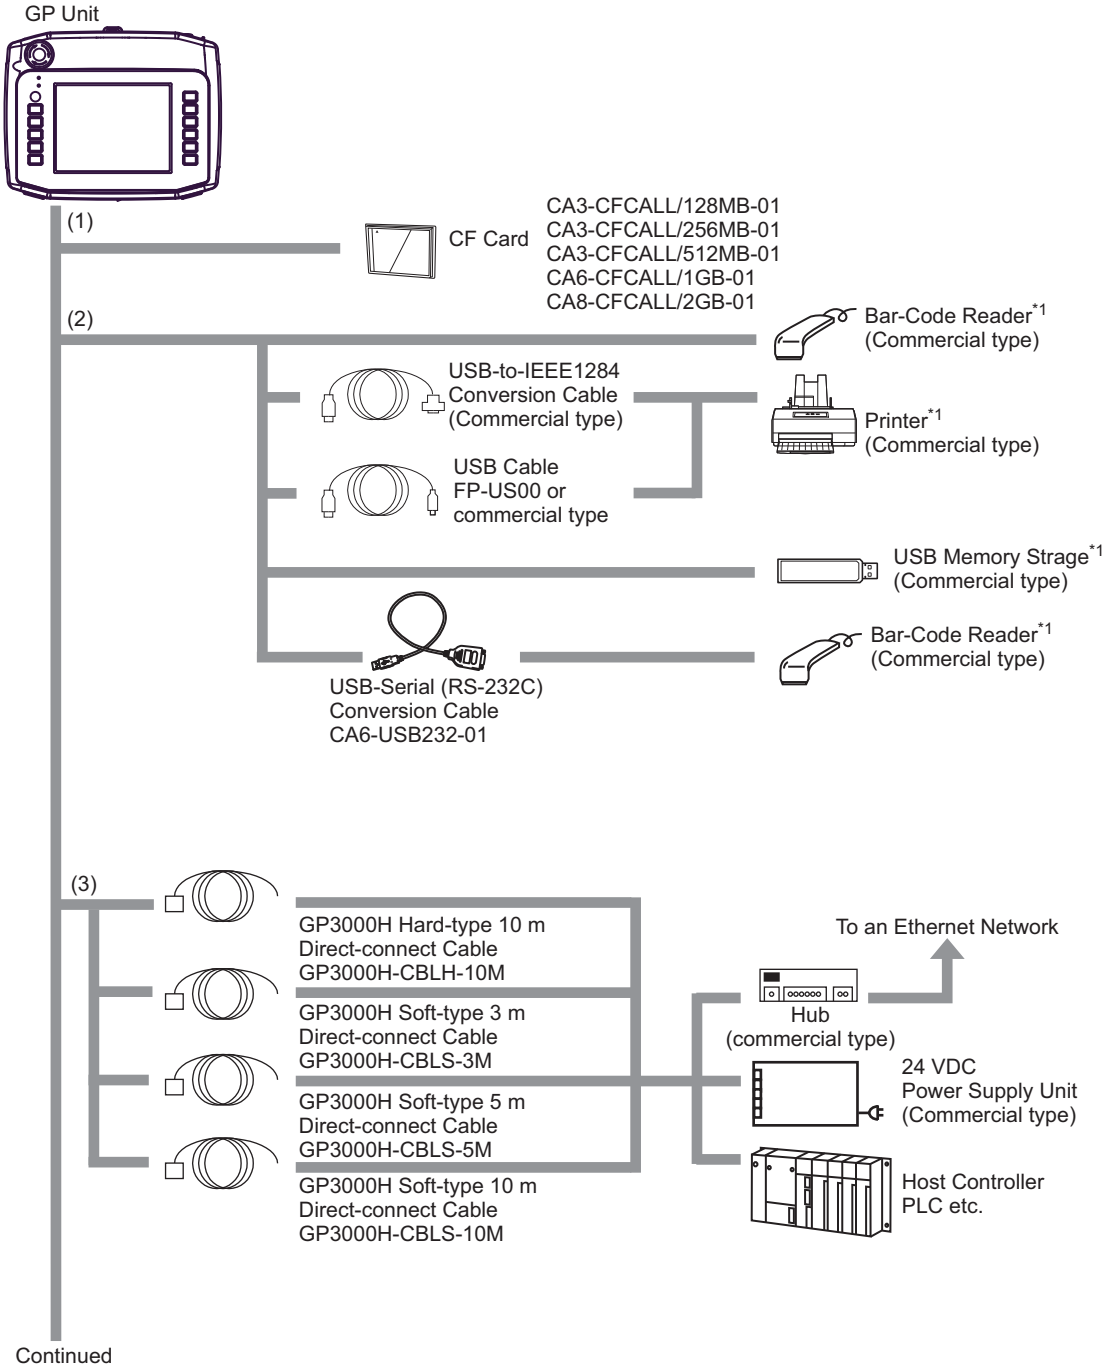 GP Unit
(1)
CF Card
CA3-CFCALL/128MB-01
CA3-CFCALL/256MB-01
CA3-CFCALL/512MB-01
CA6-CFCALL/1GB-01
CA8-CFCALL/2GB-01
(2)
Bar-Code Reader*1
(Commercial type)
USB-to-IEEE1284
Conversion Cable
(Commercial type)
Printer*1
(Commercial type)
USB Cable
FP-US00 or
commercial type
USB Memory Strage*1
(Commercial type)
Bar-Code Reader*1
(Commercial type)
USB-Serial (RS-232C)
Conversion Cable
CA6-USB232-01
(3)
GP3000H Hard-type 10 m
Direct-connect Cable
GP3000H-CBLH-10M
GP3000H Soft-type 3 m
Direct-connect Cable
GP3000H-CBLS-3M
GP3000H Soft-type 5 m
Direct-connect Cable
GP3000H-CBLS-5M
GP3000H Soft-type 10 m
Direct-connect Cable
GP3000H-CBLS-10M
To an Ethernet Network
Hub
(commercial type)
24 VDC
Power Supply Unit
(Commercial type)
Host Controller
PLC etc.
Continued